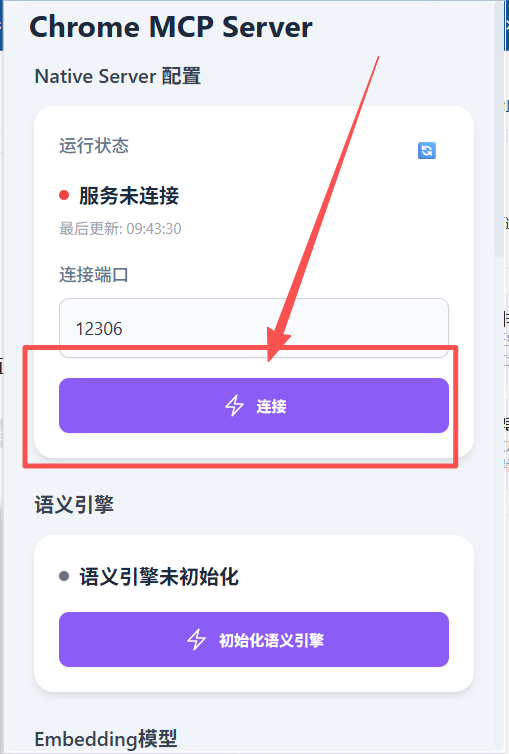 Chrome MCP Server
Native Server 配置
运行状态
服务未连接
最后更新: 09:43:30
连接端口
12306
连接
语义引擎
语义引擎未初始化
初始化语义引擎
Embedding模型